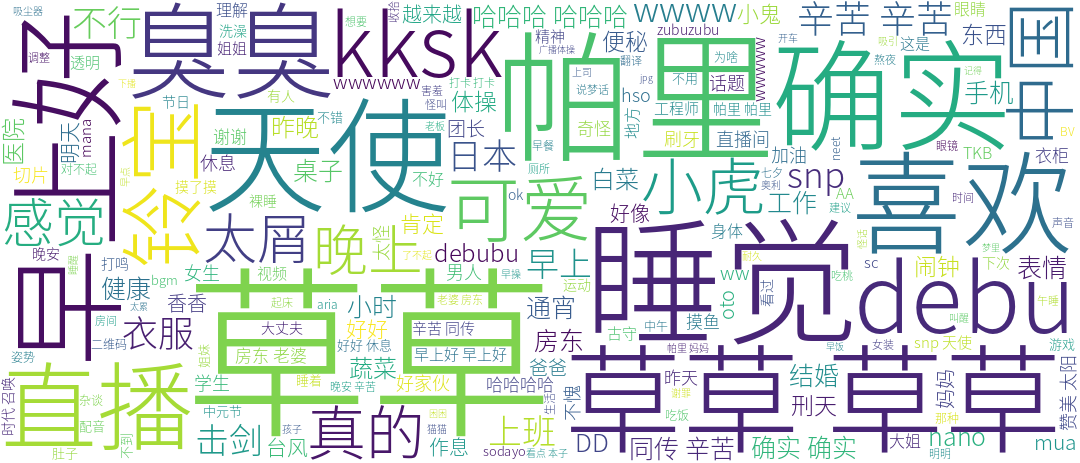 吸尘器
不行
好
调整
透明
下闭
臭臭
理解
洗澡
姐姐
kksk
越来越
哈哈哈 哈哈哈
wwww
小鬼
辛苦 辛苦
眼睛
东西
国
中
精神
便秘
zubuzubu
翻译
广播体操
上司
说梦话
jpg
不用
为啥
话题
开车
吸引
这是
熬夜
记得
手机
BV
wwwwww
打卡 打卡
害羞
怪叫
体操
hso
地方
帕里
奇怪
工程师
帕里 帕里
刷牙
直播间
确实
医院
明天
mana
对不起
上午
节日
有人
谢谢
昨晚
不错
老板
团长
日本
早餐
厕所
加油
neet
眼镜
TKB
衣柜
切片
铃宝
摸了摸
休息
桌子
天使
裸睡
不好
可爱
ok
白菜
小虎
snp
七夕
奥利
工作
AA
建议
喜欢
时间
声音
感觉
早
晚安
打鸣
太屑
晚上
太怪
肯定
了不起
debubu
早上
好像
身体
睡觉
耐久
ww
看过
吃桃
怪话
sc
闹钟
下次
梦里
表情
午睡
debu
叫醒
健康
bgm
女生
香香
视频
起床
aria
小时
男人
早操
老婆 房东
运动
通宵
oto
古守
中午
摸鱼
女装
snp 天使
游戏
太累
房间
二维码
姿势
衣服
草草
大丈夫
好好
辛苦 同传
房东
早上好 早上好
房东 老婆
好好 休息
爸爸
帕里 妈妈
早饭
结婚
妈妈
赞美 太阳
时代 召唤
直播
杂谈
配音
肚子
不到
学生
中元节
睡着
蔬菜
晚安 辛苦
好家伙
哈哈哈哈
生活
不愧
昨天
谢罪
吃饭
草草草草
刑天
那种
大姐
nano
明明
mua
击剑
孩子
台风
真的
困困
猫猫
作息
上班
sodayo
看点
本子
DD
同传 辛苦
确实 确实